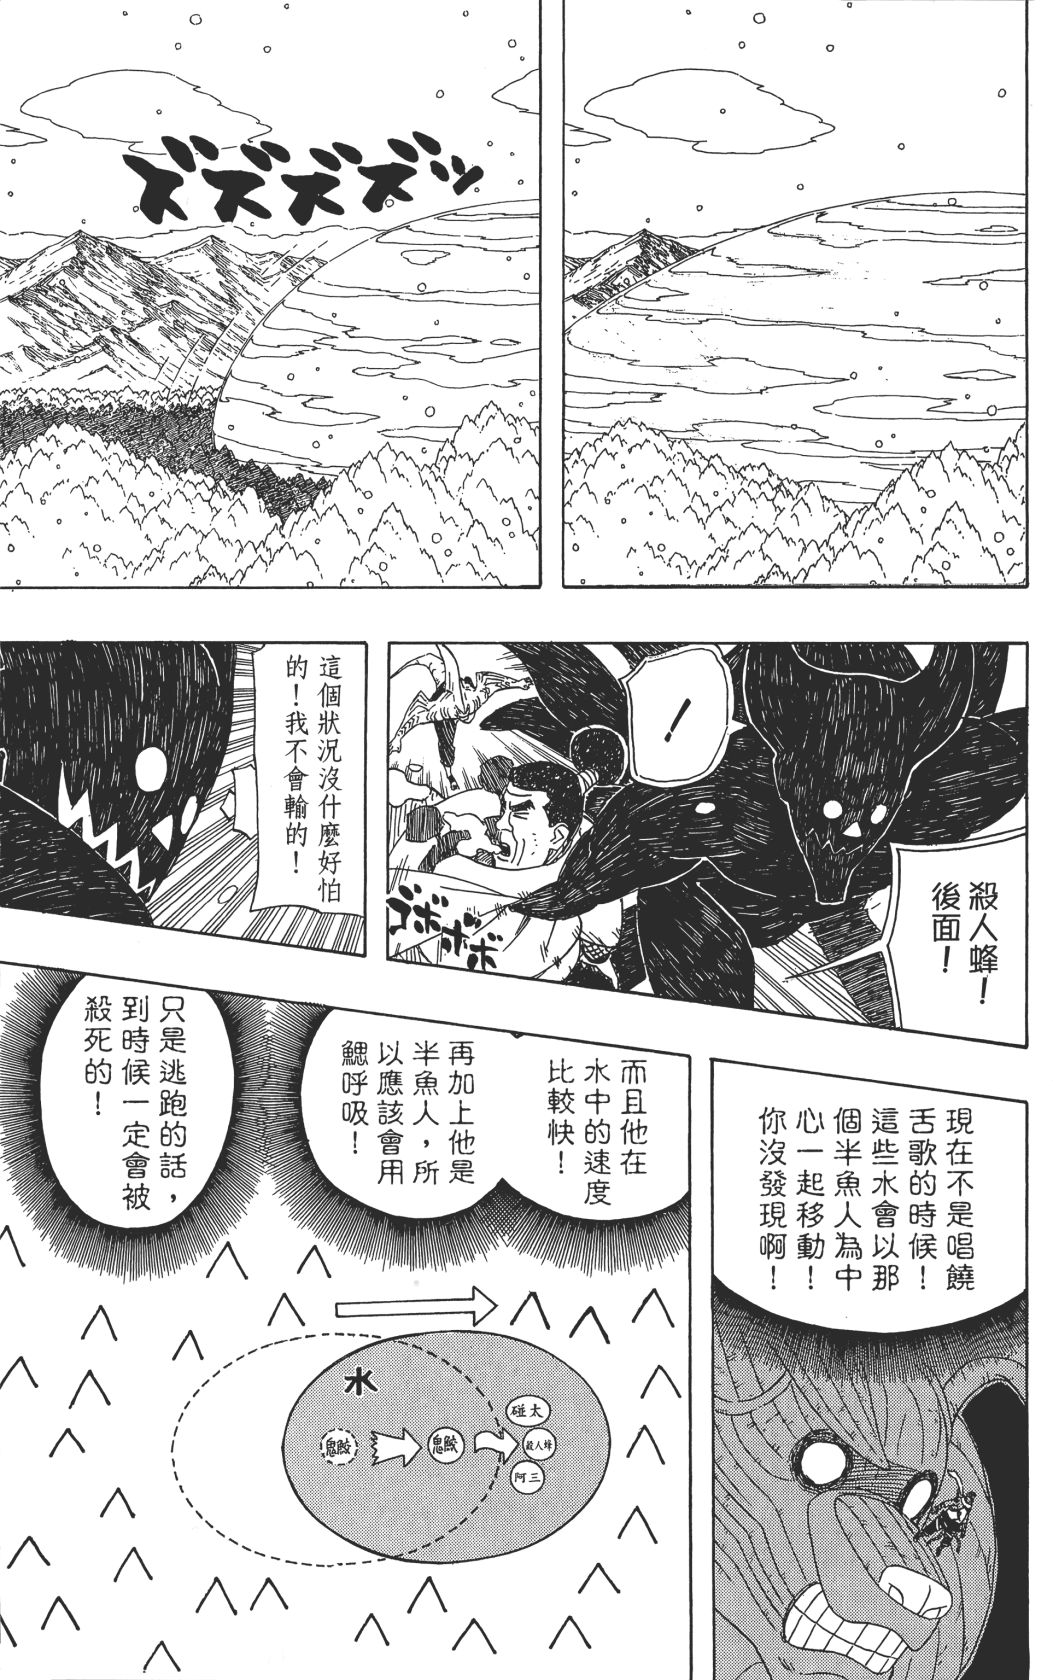 ズズズズッ
殺人蜂！
後面！
！
ゴボボボボ
這個狀況沒什麼好怕
的！我不會輸的！
現在不是唱饒
舌歌的時候！
這些水會以那
個半魚人為中
心一起移動！
你沒發現啊！
而且他在
水中的速度
比較快！
再加上他是
半魚人，所
以應該會用
鰓呼吸！
只是逃跑的話，
到時候一定會被
殺死的！
水
鬼鮫
鬼鮫
碰太
殺人蜂
阿三